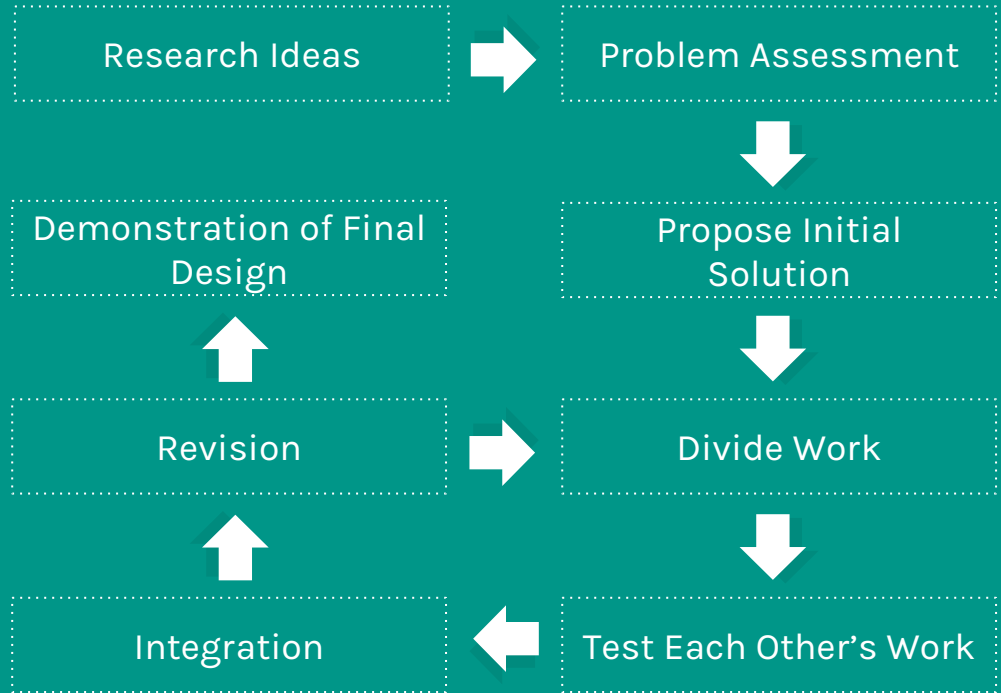 Research Ideas
Problem Assessment
Demonstration of Final
Design
Propose Initial
Solution
Revision
Divide Work
Integration
Test Each Other’s Work